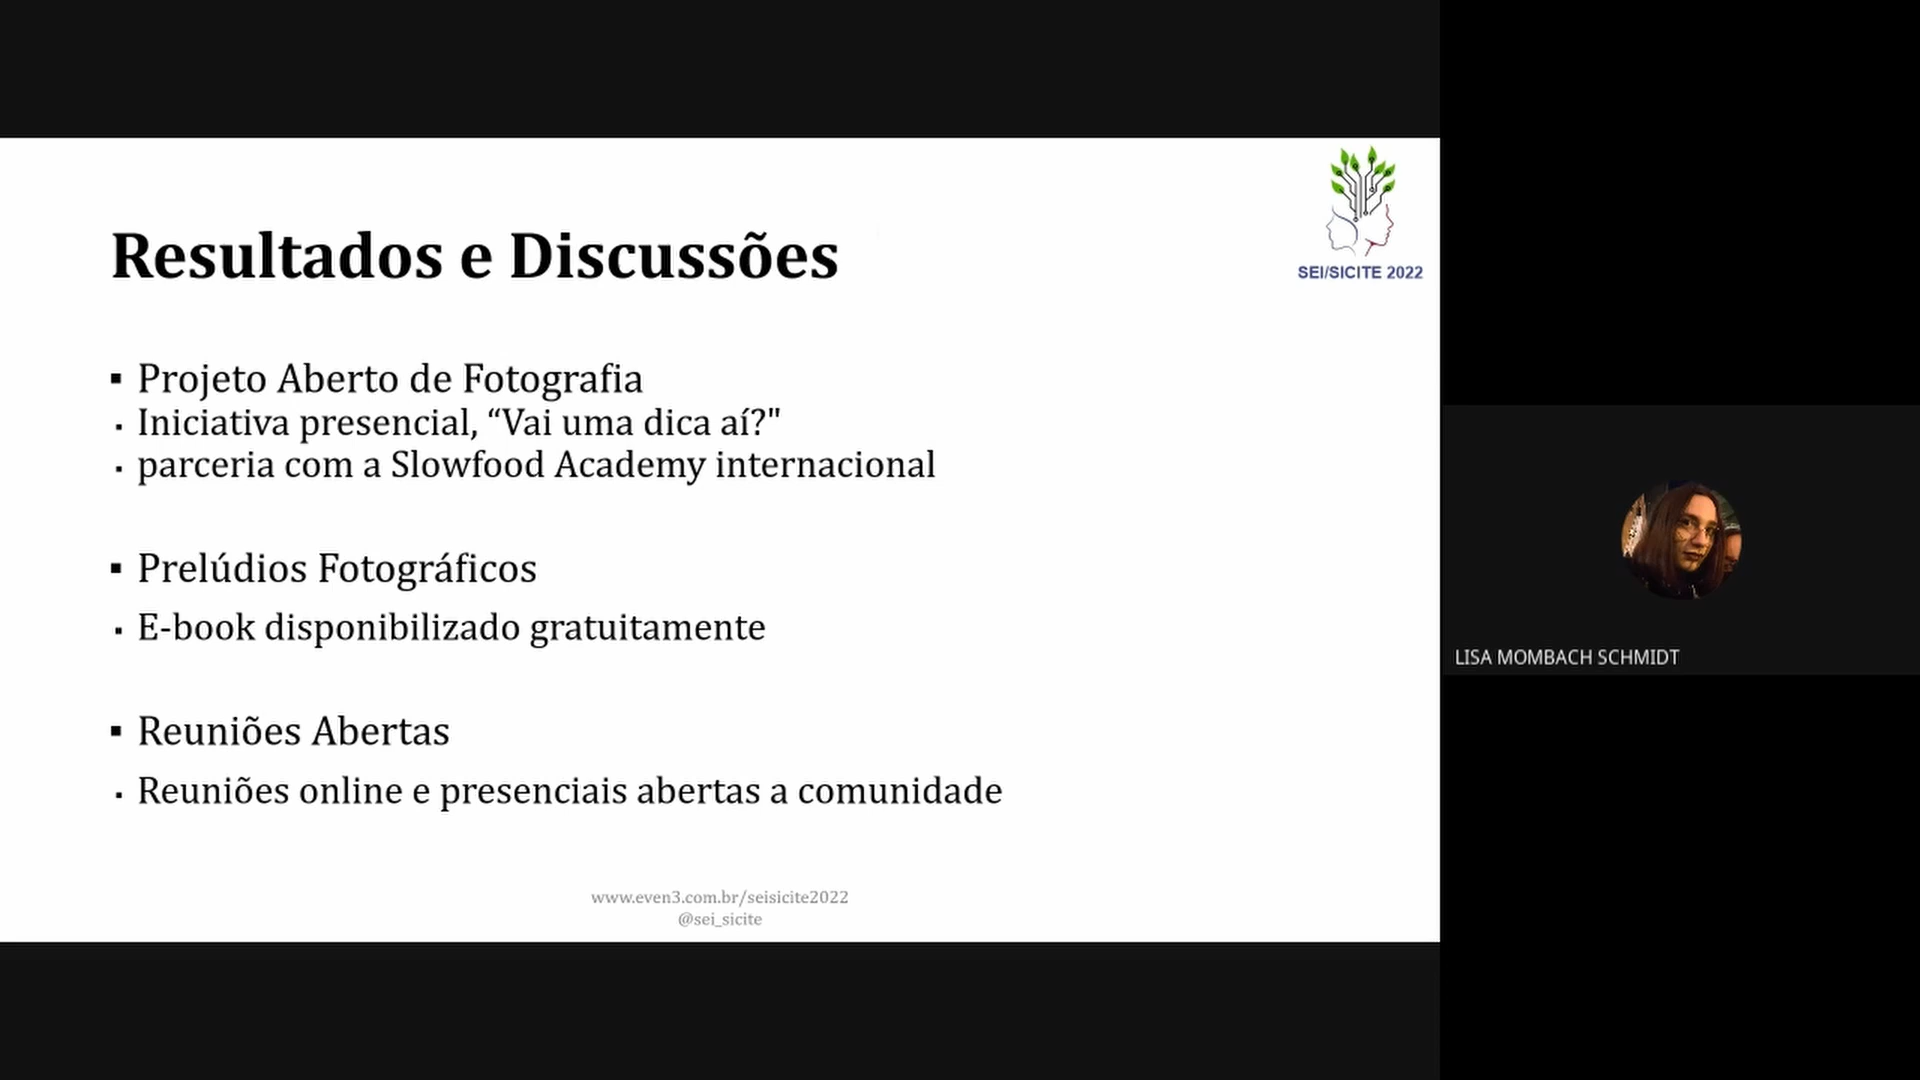 SEI/SICITE 2022
Resultados e Discussões
▪ Projeto Aberto de Fotografia
▪ Iniciativa presencial, “Vai uma dica aí?"
▪ parceria com a Slowfood Academy internacional
▪ Prelúdios Fotográficos
▪ E-book disponibilizado gratuitamente
▪ Reuniões Abertas
▪ Reuniões online e presenciais abertas a comunidade
www.even3.com.br/seisicite2022
@sei_sicite
LISA MOMBACH SCHMIDT